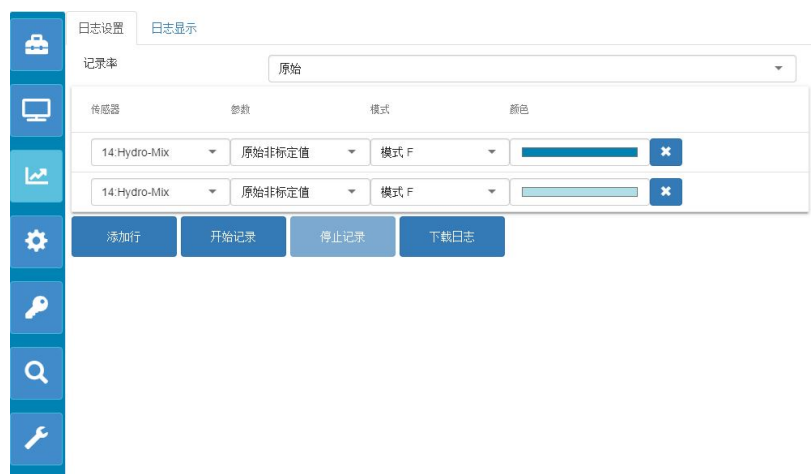 日志设置 日志显示
记录率 原始
传感器 参数 模式 颜色
14:Hydro-Mix 原始非标定值 模式 F
14:Hydro-Mix 原始非标定值 模式 F
添加行 开始记录 停止记录 下载日志